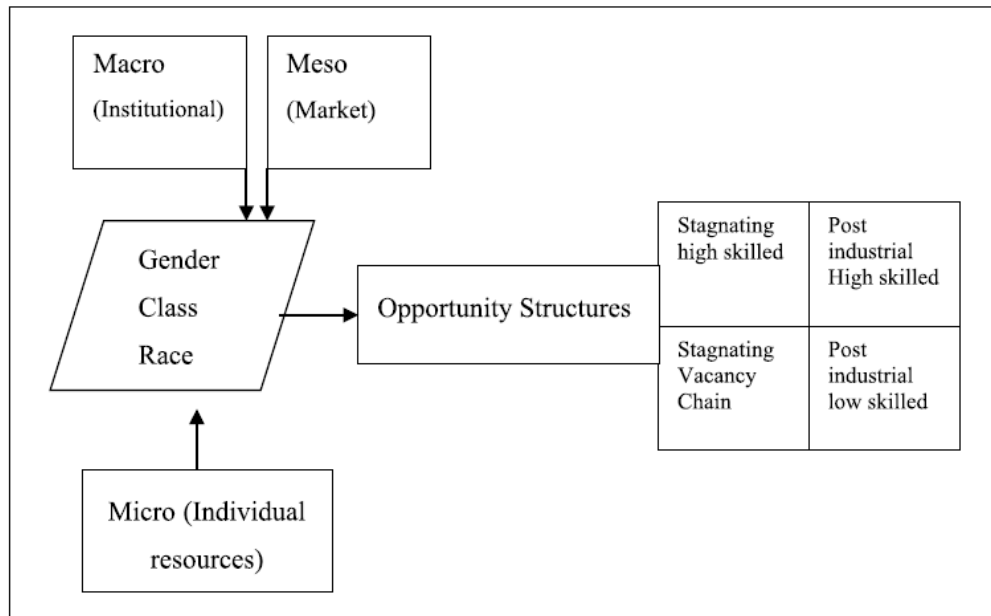 Macro
(Institutional)
Meso
(Market)
Gender
Class
Race
Opportunity Structures
Stagnating
high skilled
Post
industrial
High skilled
Stagnating
Vacancy
Chain
Post
industrial
low skilled
Micro (Individual
resources)